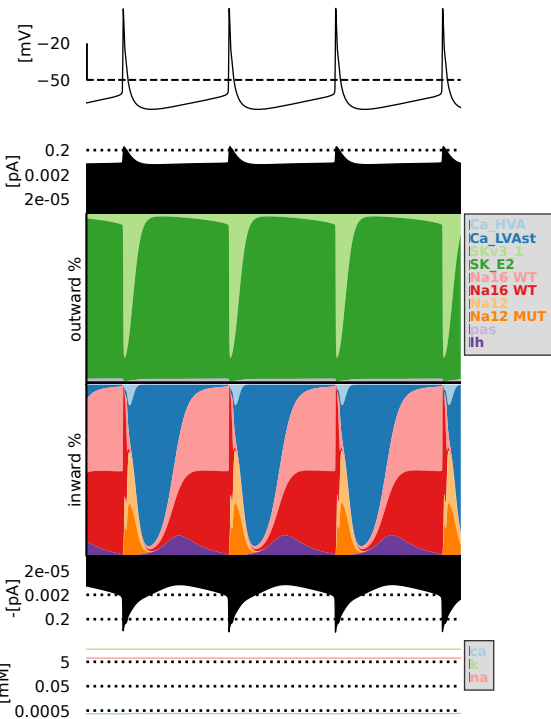 [mV]
−20
−50
[pA]
0.2
0.002
2e-05
outward %
Ca_HVA
Ca_LVAst
SKv3_1
SK_E2
Na16 WT
Na16 WT
Na12
Na12 MUT
pas
Ih
inward %
-[pA]
2e-05
0.002
0.2
[mM]
5
0.05
0.0005
ca
k
na